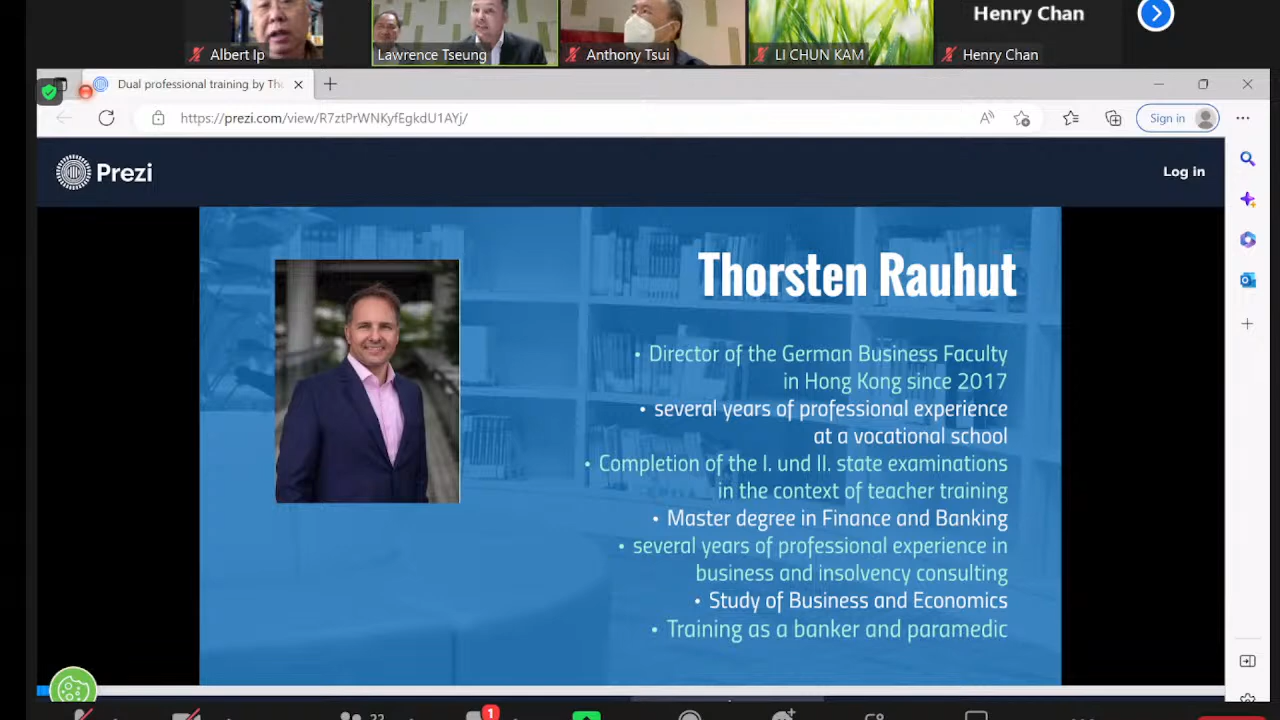 Henry Chan
Albert Ip
Lawrence Tseung
Anthony Tsui
LI CHUN KAM
Henry Chan
Dual professional training by Tho
https://prezi.com/view/R7ztPrWNKyfEgkdU1AYj/
Sign in
Prezi
Log in
Thorsten Rauhut
• Director of the German Business Faculty
in Hong Kong since 2017
• several years of professional experience
at a vocational school
• Completion of the I. und II. state examinations
in the context of teacher training
• Master degree in Finance and Banking
• several years of professional experience in
business and insolvency consulting
• Study of Business and Economics
• Training as a banker and paramedic
1